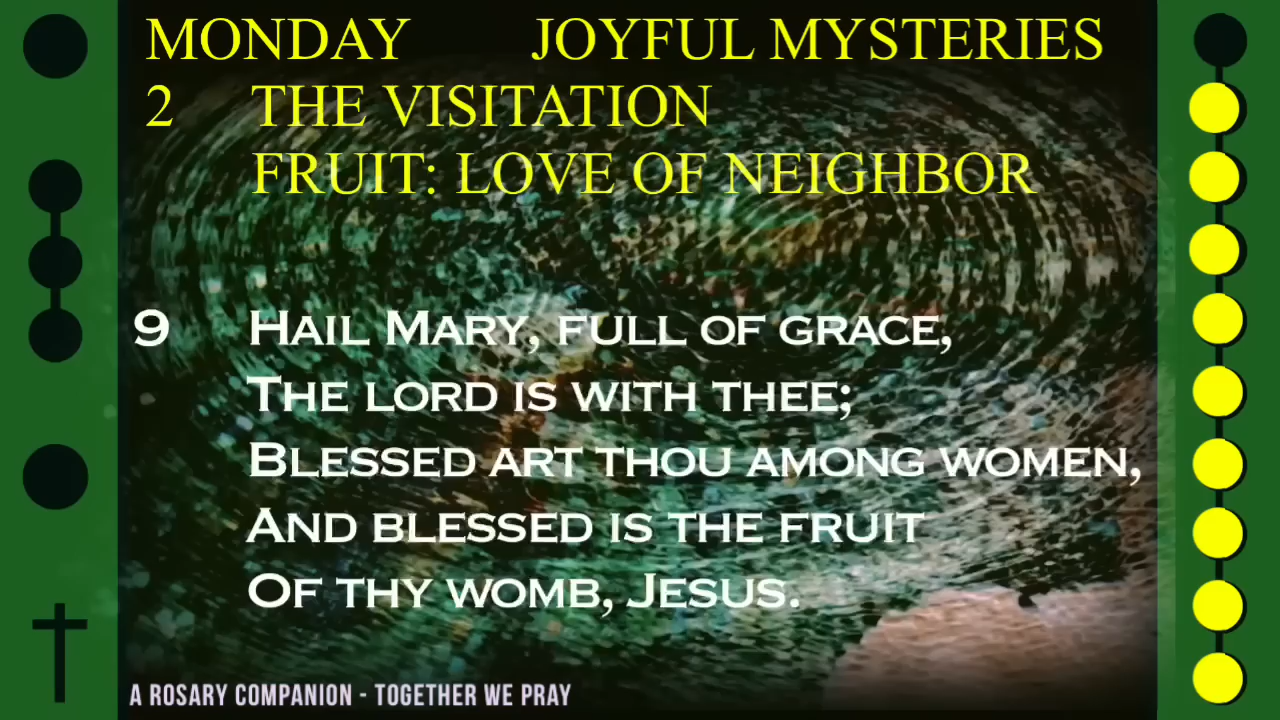 MONDAY JOYFUL MYSTERIES
2 THE VISITATION
FRUIT: LOVE OF NEIGHBOR
9 HAIL MARY, FULL OF GRACE,
THE LORD IS WITH THEE;
BLESSED ART THOU AMONG WOMEN,
AND BLESSED IS THE FRUIT
OF THY WOMB, JESUS.
A ROSARY COMPANION - TOGETHER WE PRAY